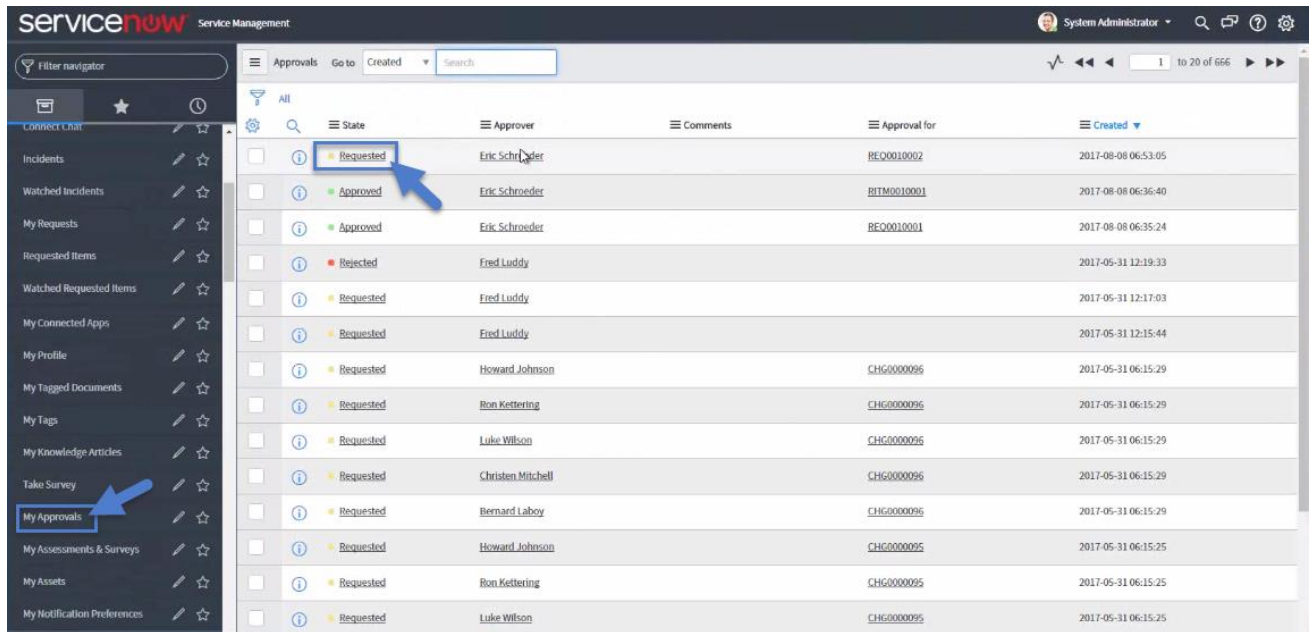 servicenow Service Management
System Administrator
Filter navigator
Approvals Go to Created Search
1 to 20 of 666
All
State Approver Comments Approval for Created
Connect Chat
Incidents
Watched Incidents
My Requests
Requested Items
Watched Requested Items
My Connected Apps
My Profile
My Tagged Documents
My Tags
My Knowledge Articles
Take Survey
My Approvals
My Assessments & Surveys
My Assets
My Notification Preferences
Requested Eric Schroeder REQ0010002 2017-08-08 06:53:05
Approved Eric Schroeder RITM0010001 2017-08-08 06:36:40
Approved Eric Schroeder REQ0010001 2017-08-08 06:35:24
Rejected Fred Luddy 2017-05-31 12:19:33
Requested Fred Luddy 2017-05-31 12:17:03
Requested Fred Luddy 2017-05-31 12:15:44
Requested Howard Johnson CHG0000096 2017-05-31 06:15:29
Requested Ron Kettering CHG0000096 2017-05-31 06:15:29
Requested Luke Wilson CHG0000096 2017-05-31 06:15:29
Requested Christen Mitchell CHG0000096 2017-05-31 06:15:29
Requested Bernard Laboy CHG0000096 2017-05-31 06:15:29
Requested Howard Johnson CHG0000095 2017-05-31 06:15:25
Requested Ron Kettering CHG0000095 2017-05-31 06:15:25
Requested Luke Wilson CHG0000095 2017-05-31 06:15:25